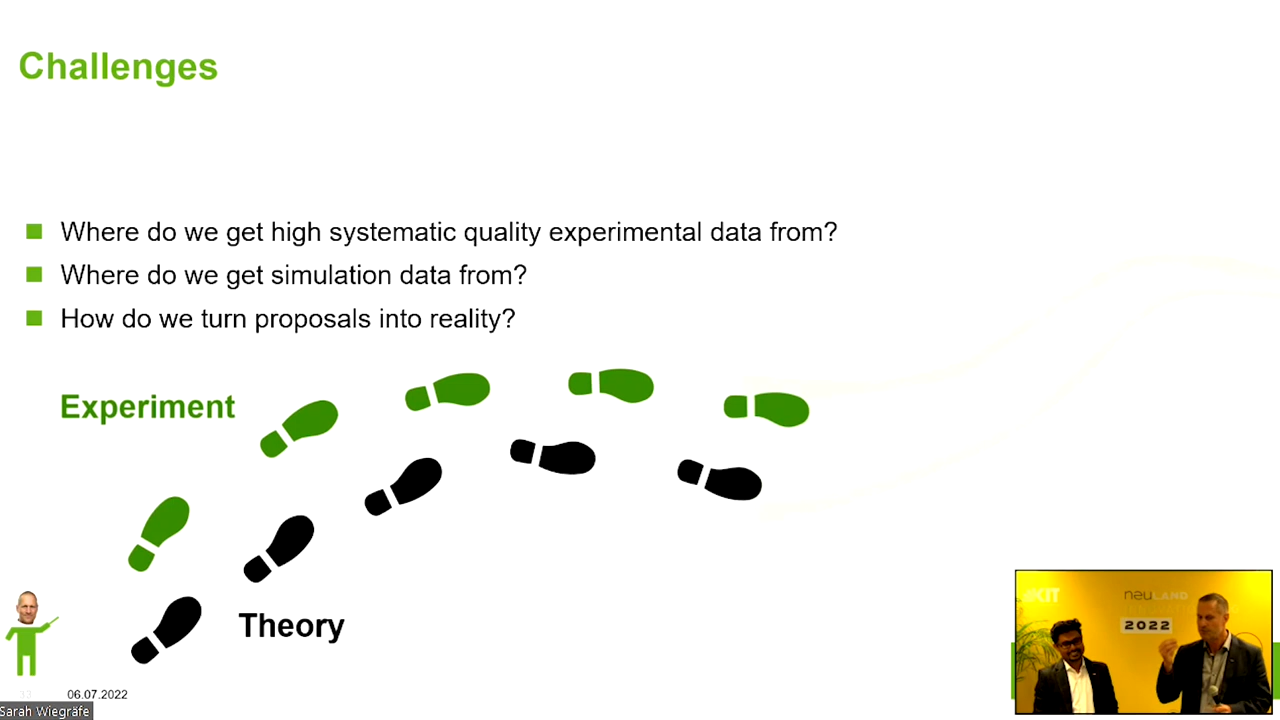 Challenges
Where do we get high systematic quality experimental data from?
Where do we get simulation data from?
How do we turn proposals into reality?
Experiment
Theory
06.07.2022
Sarah Wiegräfe
KIT
neuLAND
2022